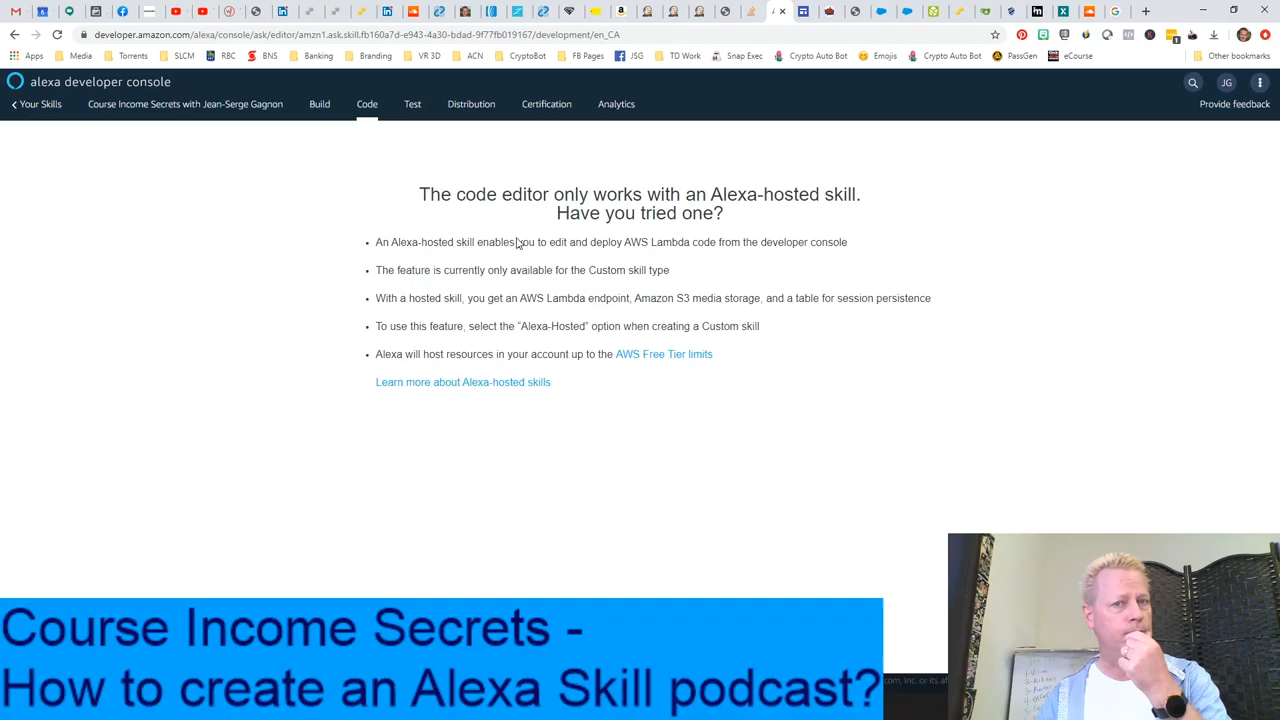 developer.amazon.com/alexa/console/ask/editor/amzn1.ask.skill.fb160a7d-e943-4a30-bdad-9f77fb019167/development/en_CA
Apps Media Torrents SLCM RBC BNS Banking Branding VR 3D ACN CryptoBot FB Pages JSG TD Work Snap Exec Crypto Auto Bot Emojis Crypto Auto Bot PassGen eCourse Other bookmarks
alexa developer console JG
Your Skills Course Income Secrets with Jean-Serge Gagnon Build Code Test Distribution Certification Analytics Provide feedback
The code editor only works with an Alexa-hosted skill.
Have you tried one?
An Alexa-hosted skill enables you to edit and deploy AWS Lambda code from the developer console
The feature is currently only available for the Custom skill type
With a hosted skill, you get an AWS Lambda endpoint, Amazon S3 media storage, and a table for session persistence
To use this feature, select the "Alexa-Hosted" option when creating a Custom skill
Alexa will host resources in your account up to the AWS Free Tier limits
Learn more about Alexa-hosted skills
Course Income Secrets -
How to create an Alexa Skill podcast?
com, Inc. or its af